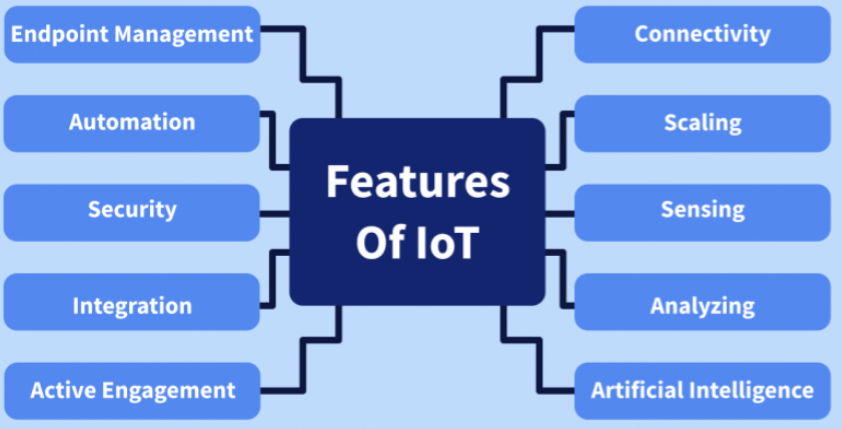 Endpoint Management
Automation
Security
Integration
Active Engagement
Features
Of IoT
Connectivity
Scaling
Sensing
Analyzing
Artificial Intelligence